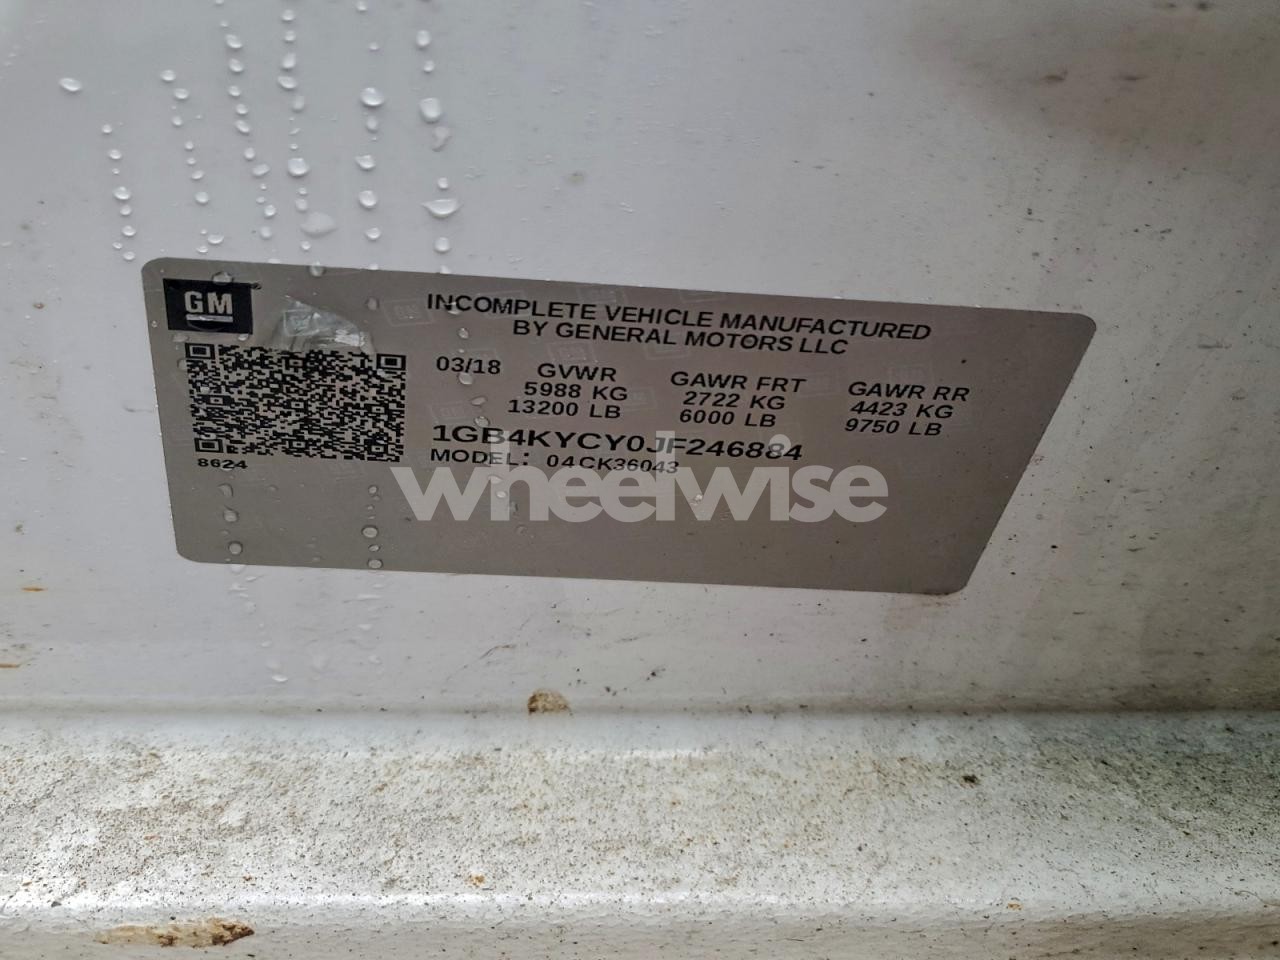 GM
INCOMPLETE VEHICLE MANUFACTURED
BY GENERAL MOTORS LLC
03/18 GVWR GAWR FRT GAWR RR
5988 KG 2722 KG 4423 KG
13200 LB 6000 LB 9750 LB
1GB4KYCY0JF246884
MODEL: 04CK36043
8624
wheelwise